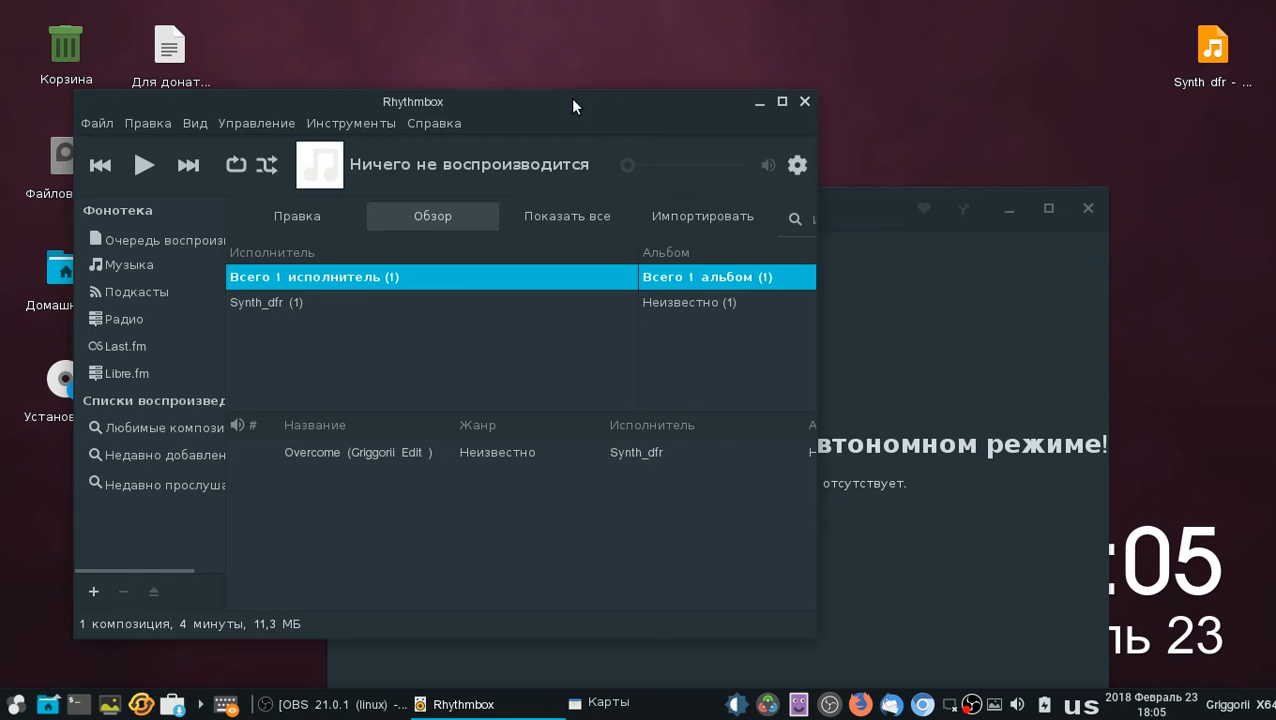 Корзина
Для донат...
Synth dfr - ...
Rhythmbox
Файл Правка Вид Управление Инструменты Справка
Ничего не воспроизводится
Файлов
Фонотека
Правка Обзор Показать все Импортировать
Очередь воспроиз
Исполнитель Альбом
Музыка
Всего 1 исполнитель (1) Всего 1 альбом (1)
Подкасты
Synth_dfr (1) Неизвестно (1)
Домашн
Радио
Last.fm
Libre.fm
Списки воспроизвед
Установ
Любимые компози
# Название Жанр Исполнитель
Недавно добавлен
Overcome (Griggorii Edit ) Неизвестно Synth_dfr
Недавно прослуша
втономном режиме!
отсутствует.
:05
ль 23
+ −
1 композиция, 4 минуты, 11,3 МБ
[OBS 21.0.1 (linux) -... Rhythmbox Карты
us
2018 Февраль 23
18:05
Griggorii X64